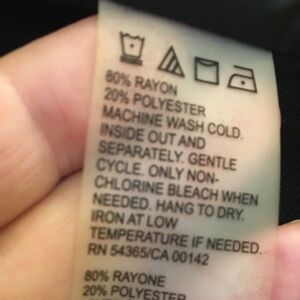 80% RAYON
20% POLYESTER
MACHINE WASH COLD.
INSIDE OUT AND
SEPARATELY. GENTLE
CYCLE. ONLY NON-
CHLORINE BLEACH WHEN
NEEDED. HANG TO DRY.
IRON AT LOW
TEMPERATURE IF NEEDED.
RN 54365/CA 00142
80% RAYONE
20% POLYESTER